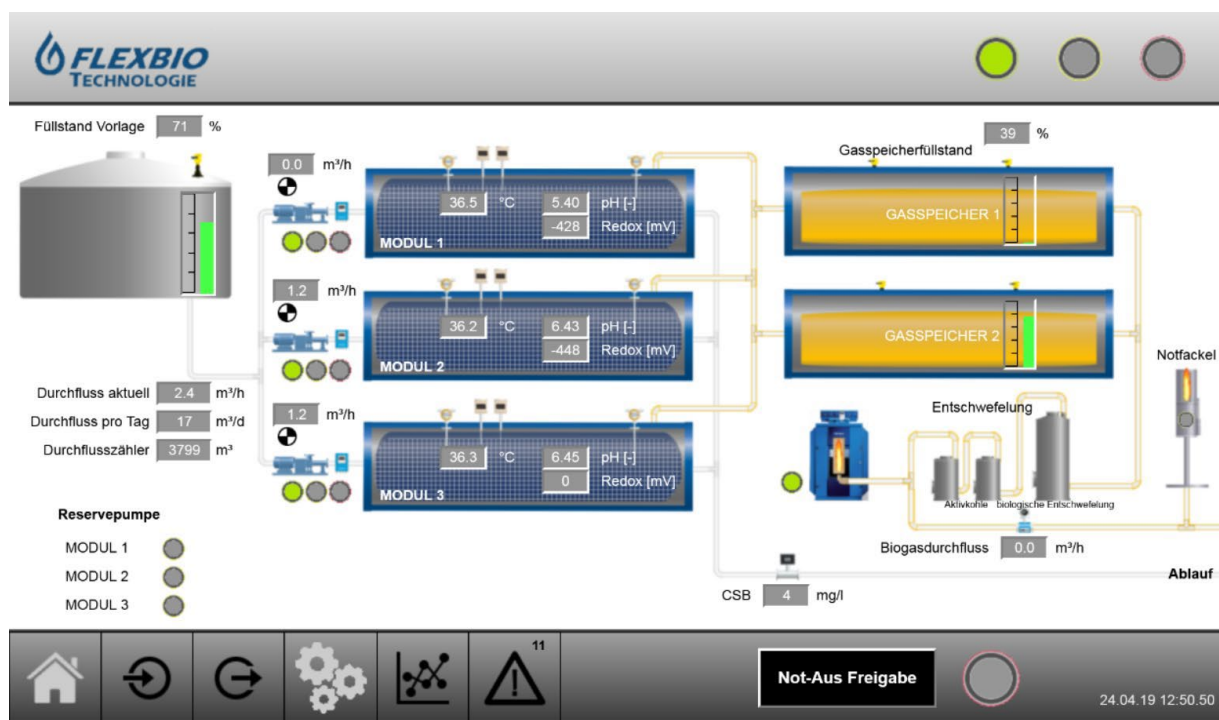 FLEXBIO
TECHNOLOGIE
Füllstand Vorlage 71 %
39 %
Gasspeicherfüllstand
0.0 m³/h
36.5 °C 5.40 pH [-]
-428 Redox [mV]
MODUL 1
GASSPEICHER 1
1.2 m³/h
36.2 °C 6.43 pH [-]
-448 Redox [mV]
MODUL 2
GASSPEICHER 2
Notfackel
Durchfluss aktuell 2.4 m³/h
Durchfluss pro Tag 17 m³/d
Durchflusszähler 3799 m³
1.2 m³/h
36.3 °C 6.45 pH [-]
0 Redox [mV]
MODUL 3
Entschwefelung
Aktivkohle biologische Entschwefelung
Reservepumpe
MODUL 1
MODUL 2
MODUL 3
Biogasdurchfluss 0.0 m³/h
Ablauf
CSB 4 mg/l
11
Not-Aus Freigabe
24.04.19 12:50.50